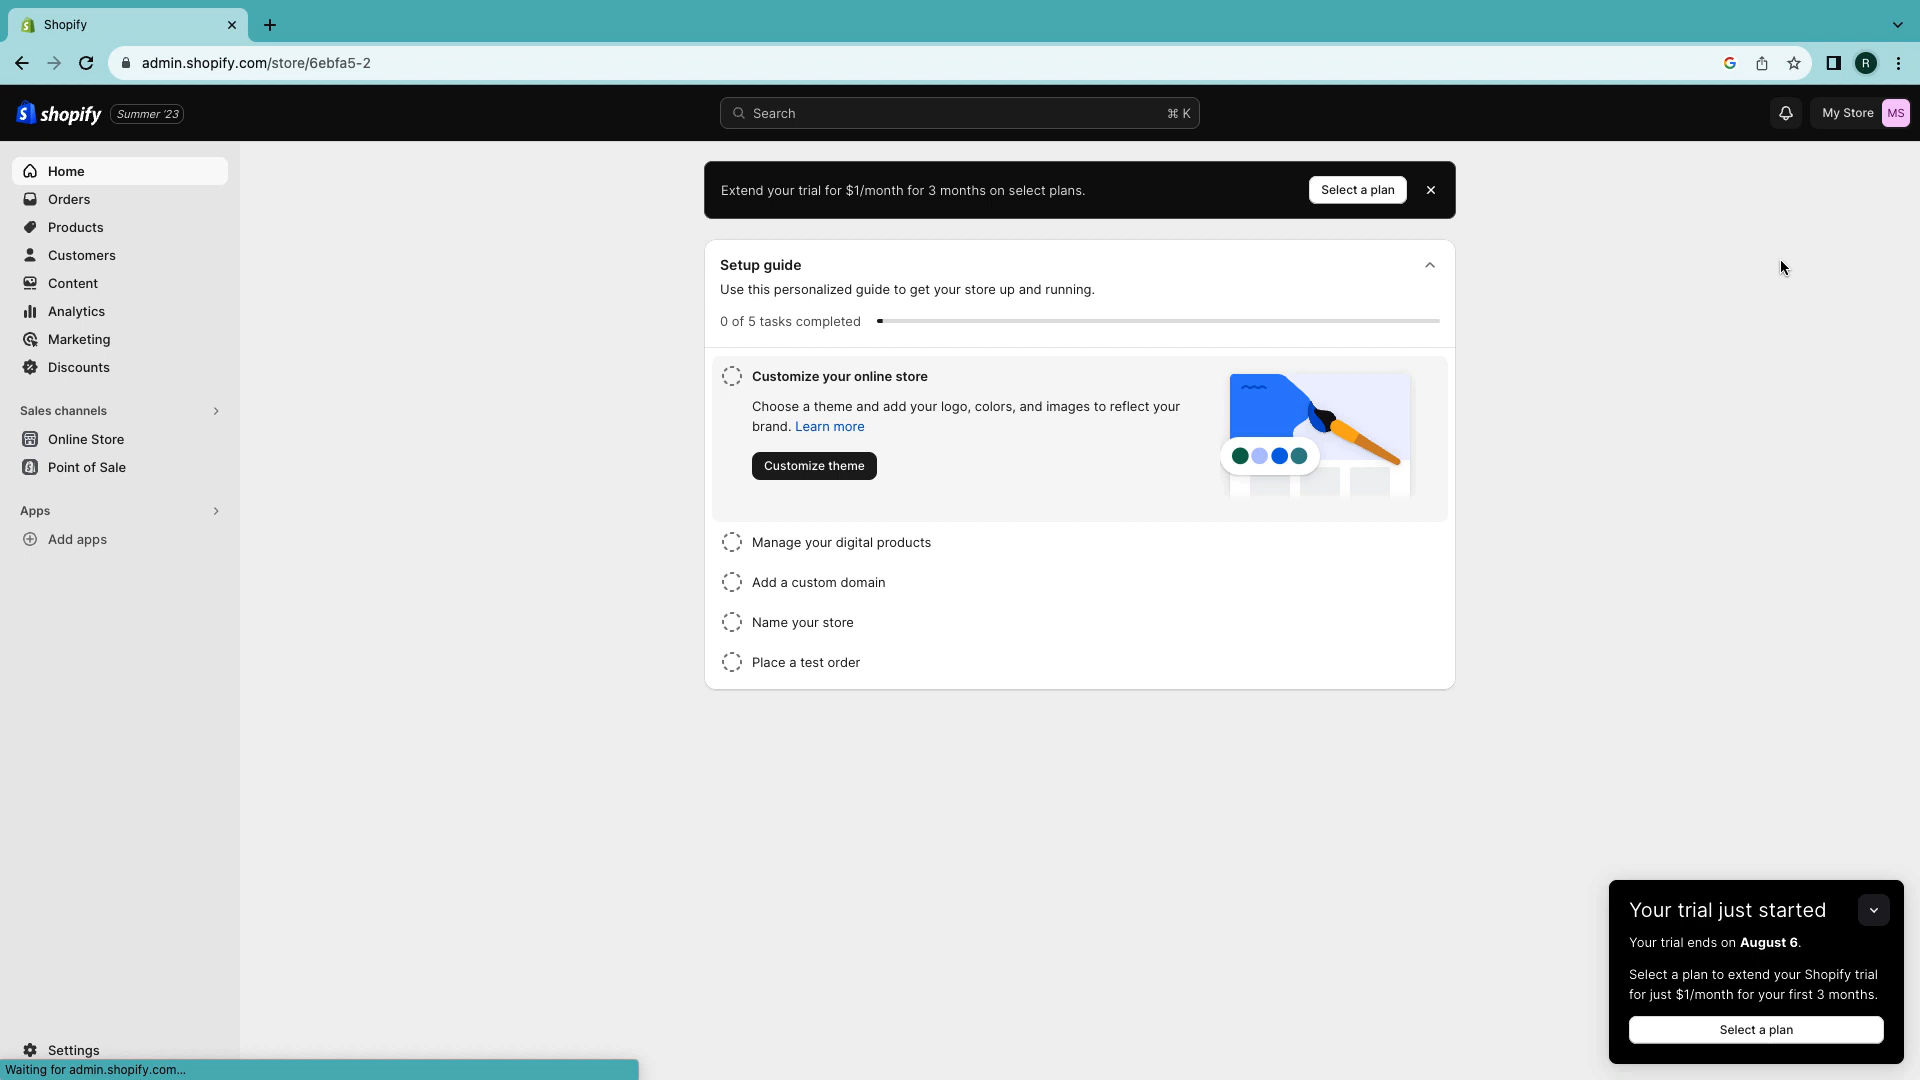 Shopify
admin.shopify.com/store/6ebfa5-2
R
shopify
Summer '23
Search
⌘ K
My Store
MS
Home
Orders
Products
Customers
Content
Analytics
Marketing
Discounts
Sales channels
Online Store
Point of Sale
Apps
Add apps
Settings
Waiting for admin.shopify.com...
Extend your trial for $1/month for 3 months on select plans.
Select a plan
Setup guide
Use this personalized guide to get your store up and running.
0 of 5 tasks completed
Customize your online store
Choose a theme and add your logo, colors, and images to reflect your
brand. Learn more
Customize theme
Manage your digital products
Add a custom domain
Name your store
Place a test order
Your trial just started
Your trial ends on August 6.
Select a plan to extend your Shopify trial
for just $1/month for your first 3 months.
Select a plan